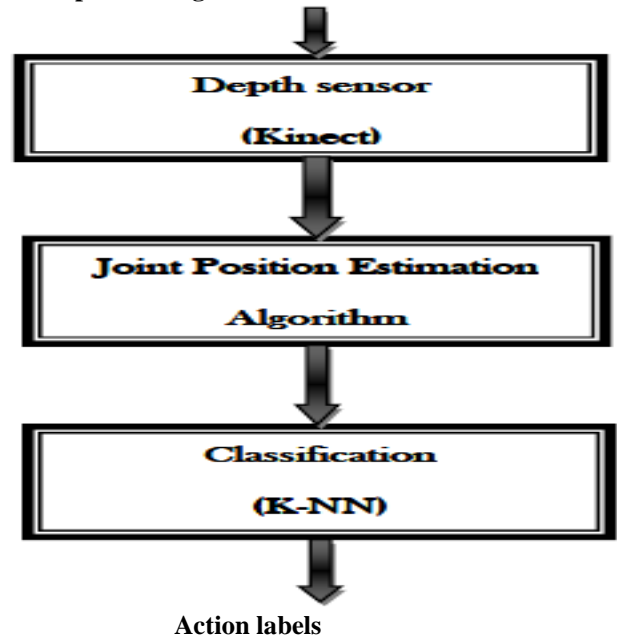 Depth sensor
(Kinect)
Joint Position Estimation
Algorithm
Classification
(K-NN)
Action labels